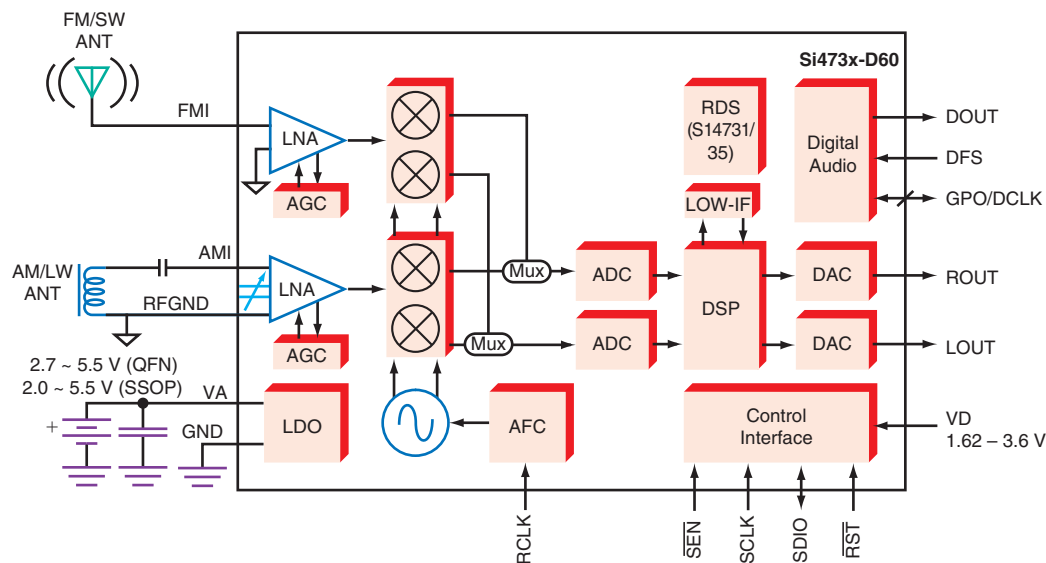 FM/SW
ANT
Si473x-D60
FMI
LNA
AGC
RDS
(S14731/
35)
Digital
Audio
DOUT
DFS
GPO/DCLK
LOW-IF
AM/LW
ANT
AMI
RFGND
LNA
AGC
Mux
Mux
ADC
ADC
DSP
DAC
DAC
ROUT
LOUT
2.7 ~ 5.5 V (QFN)
2.0 ~ 5.5 V (SSOP)
VA
+
GND
LDO
AFC
Control
Interface
VD
1.62 – 3.6 V
RCLK
SEN
SCLK
SDIO
RST